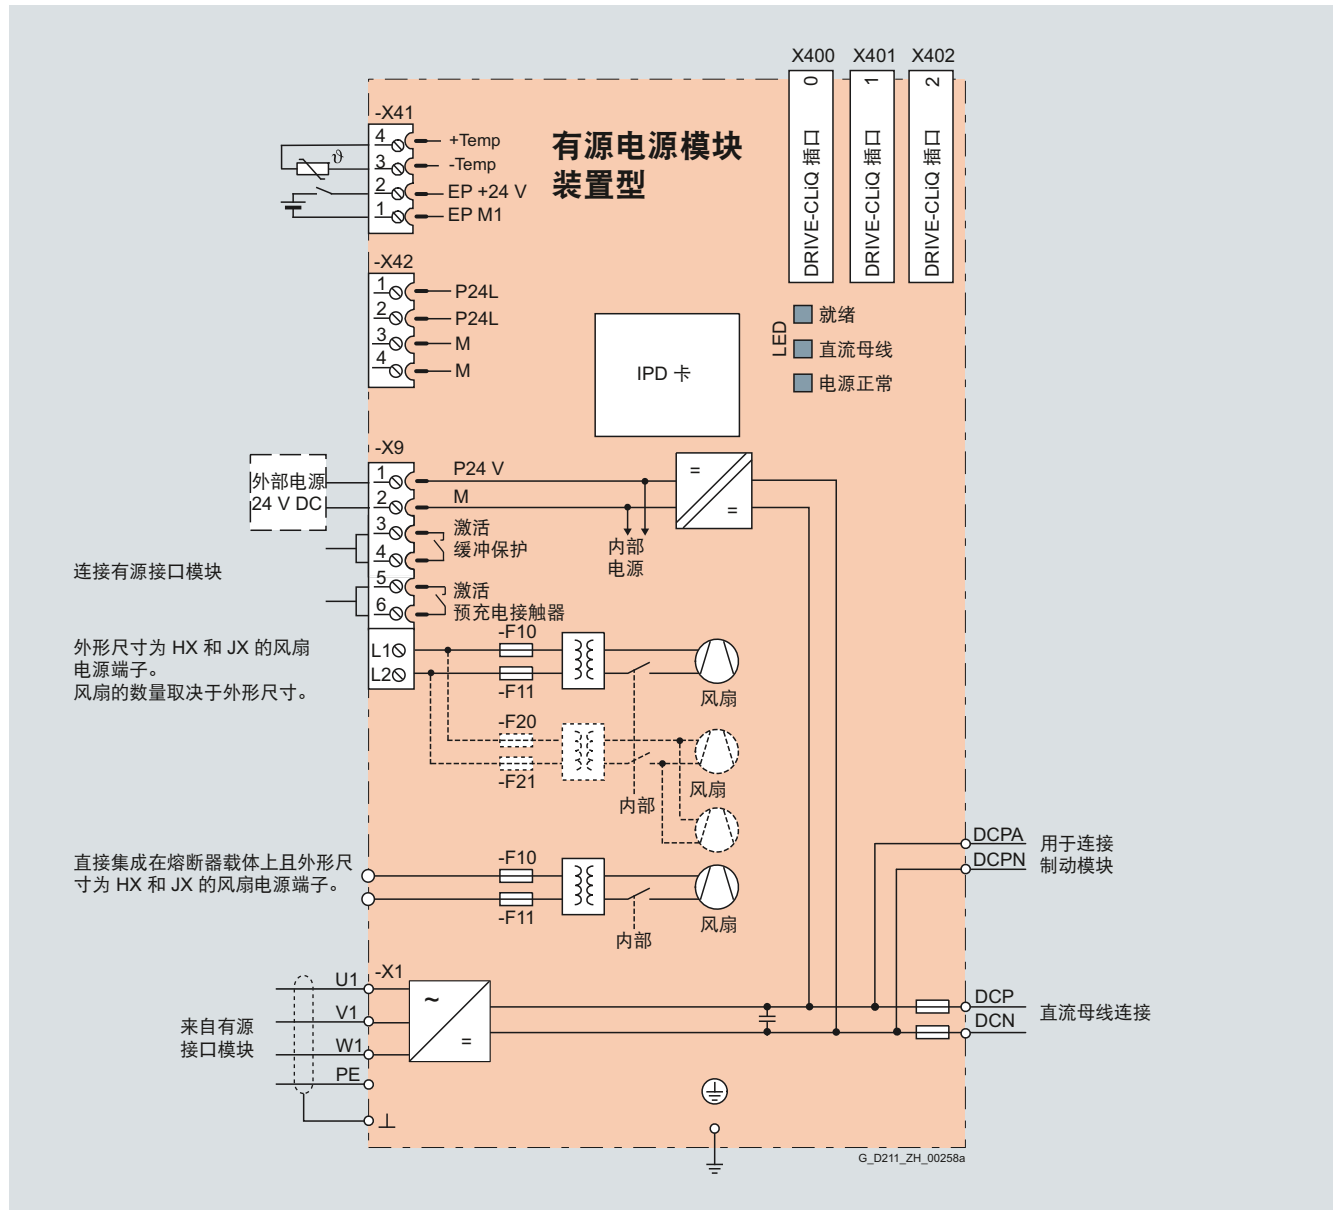 X400 X401 X402
0 1 2
DRIVE-CLiQ 插口
DRIVE-CLiQ 插口
DRIVE-CLiQ 插口
有源电源模块
装置型
-X41
4 +Temp
ϑ
3 -Temp
2 EP +24 V
1 EP M1
-X42
1 P24L
2 P24L
3 M
4 M
LED
就绪
直流母线
电源正常
IPD 卡
-X9
外部电源
24 V DC
1 P24 V
2 M
3 激活
4 缓冲保护
5 激活
6 预充电接触器
=
=
内部
电源
连接有源接口模块
外形尺寸为 HX 和 JX 的风扇
电源端子。
风扇的数量取决于外形尺寸。
L1
L2
-F10
-F11
风扇
-F20
-F21
风扇
内部
直接集成在熔断器载体上且外形尺
寸为 HX 和 JX 的风扇电源端子。
-F10
-F11
风扇
内部
DCPA
DCPN
用于连接
制动模块
-X1
U1
V1
W1
PE
来自有源
接口模块
~
=
DCP
DCN
直流母线连接
G_D211_ZH_00258a